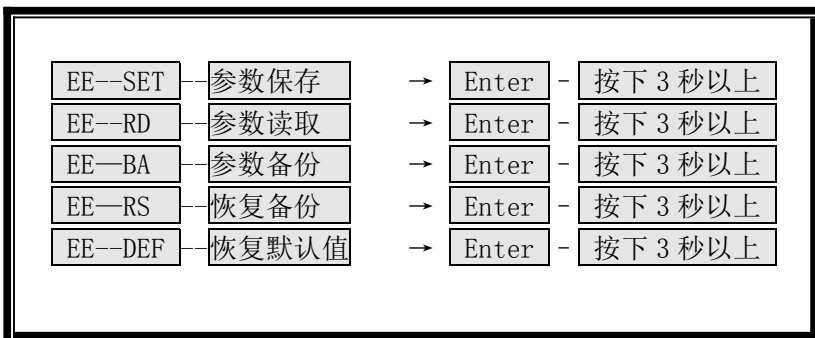 EE--SET--参数保存 → Enter - 按下3秒以上
EE--RD--参数读取 → Enter - 按下3秒以上
EE—BA--参数备份 → Enter - 按下3秒以上
EE—RS--恢复备份 → Enter - 按下3秒以上
EE--DEF--恢复默认值 → Enter - 按下3秒以上